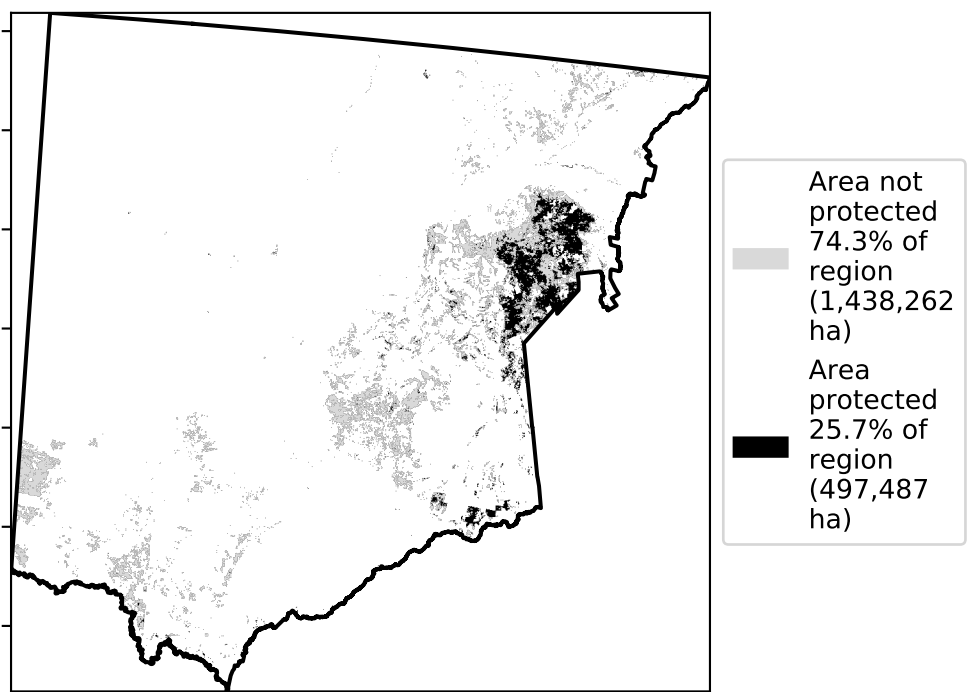 Area not
protected
74.3% of
region
(1,438,262
ha)
Area
protected
25.7% of
region
(497,487
ha)